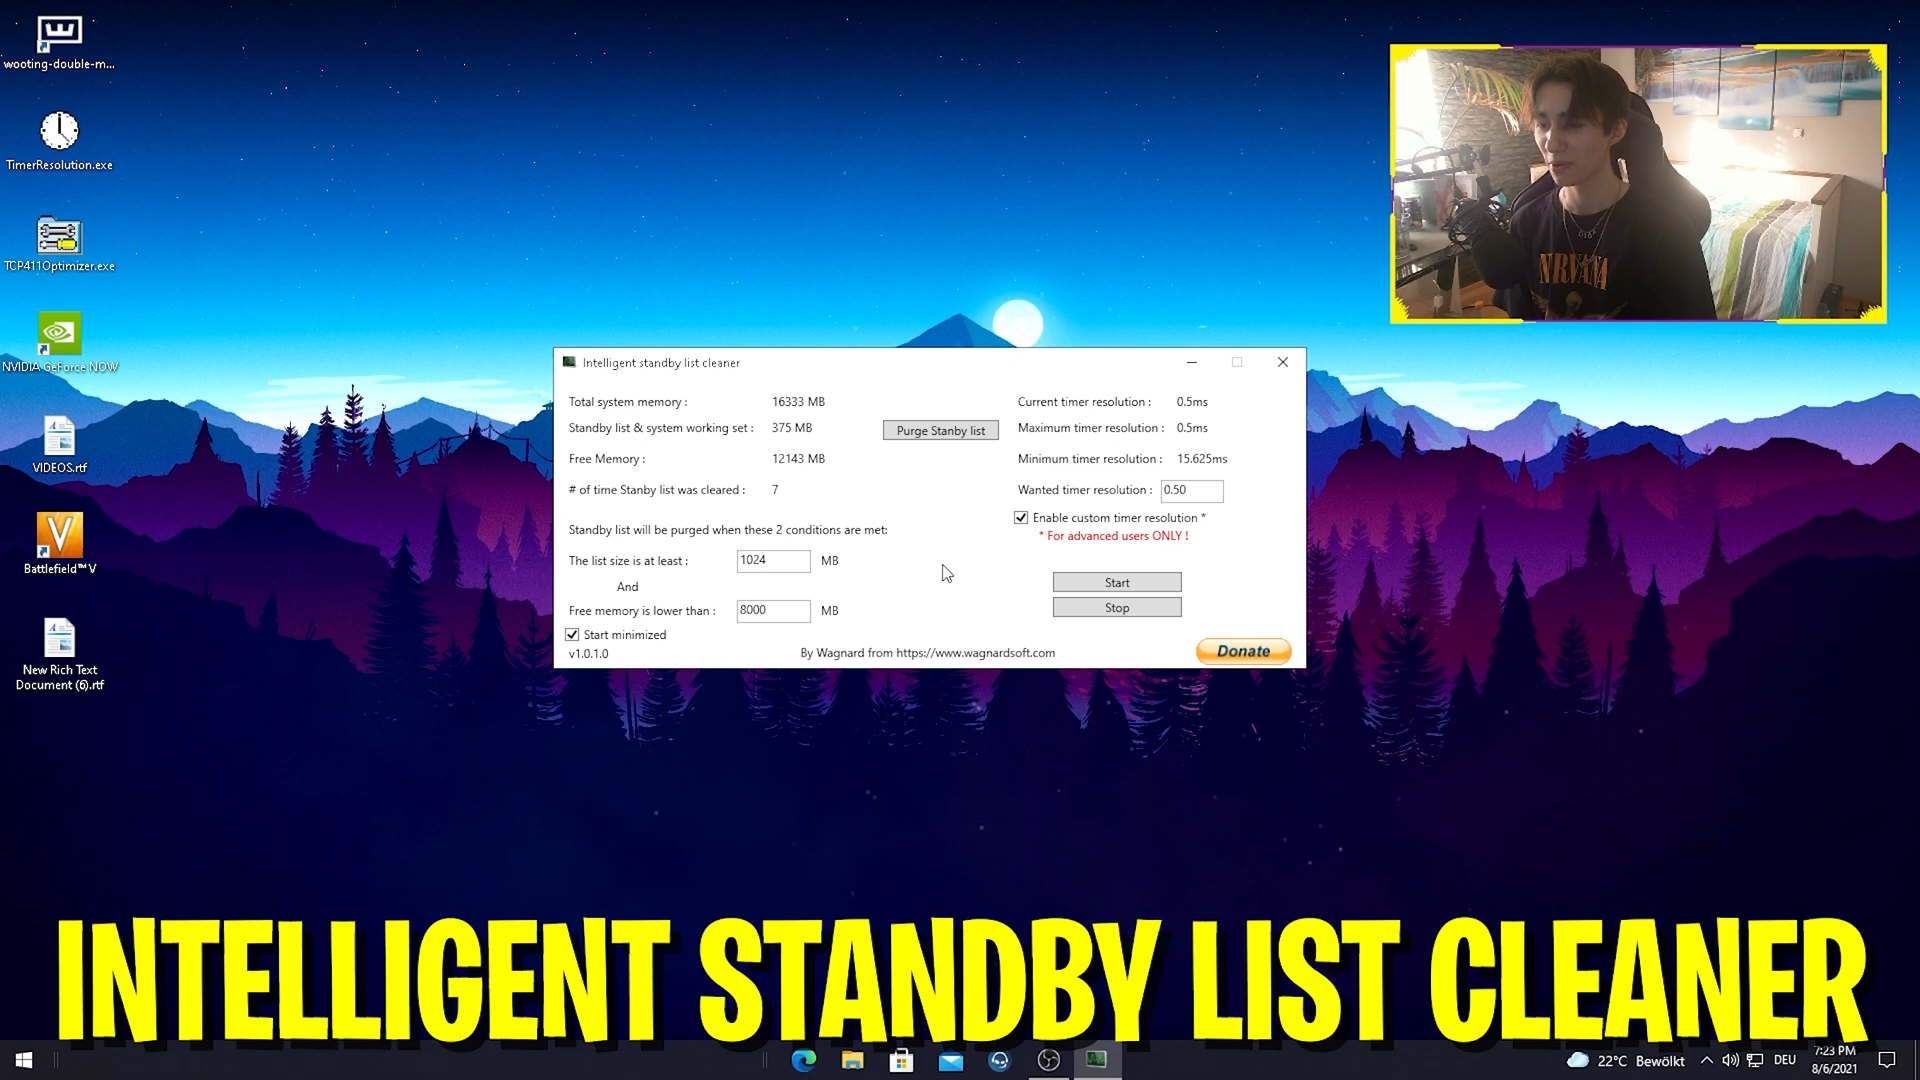 wooting-double-m...
TimerResolution.exe
TCP411Optimizer.exe
NVIDIA GeForce NOW
VIDEOS.rtf
V
Battlefield™ V
New Rich Text
Document (6).rtf
NRVANA
Intelligent standby list cleaner
Total system memory : 16333 MB
Standby list & system working set : 375 MB
Purge Stanby list
Free Memory : 12143 MB
# of time Stanby list was cleared : 7
Standby list will be purged when these 2 conditions are met:
The list size is at least : 1024 MB
And
Free memory is lower than : 8000 MB
Start minimized
v1.0.1.0
By Wagnard from https://www.wagnardsoft.com
Current timer resolution : 0.5ms
Maximum timer resolution : 0.5ms
Minimum timer resolution : 15.625ms
Wanted timer resolution : 0.50
Enable custom timer resolution *
* For advanced users ONLY !
Start
Stop
Donate
INTELLIGENT STANDBY LIST CLEANER
22°C Bewölkt
DEU
7:23 PM
8/6/2021